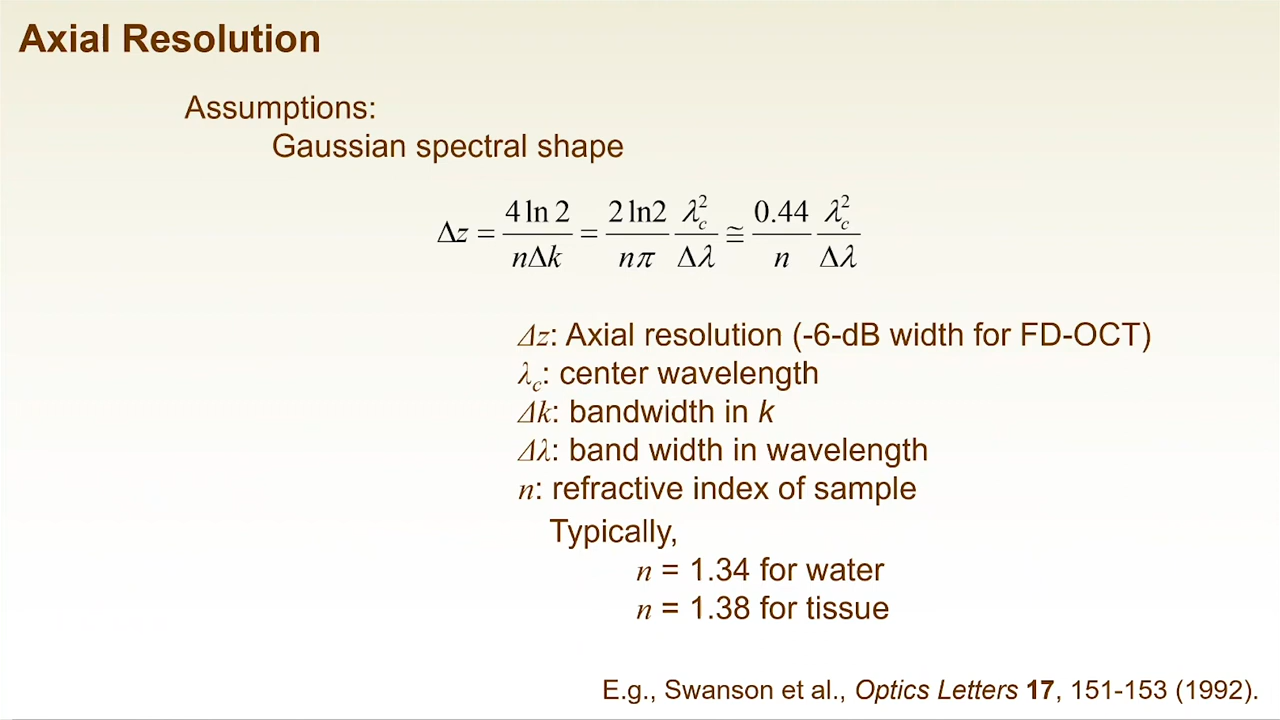 Axial Resolution
Assumptions:
Gaussian spectral shape
Δz = 4 ln 2 / nΔk = 2 ln2 / nπ λc² / Δλ ≅ 0.44 / n λc² / Δλ
Δz: Axial resolution (-6-dB width for FD-OCT)
λc: center wavelength
Δk: bandwidth in k
Δλ: band width in wavelength
n: refractive index of sample
Typically,
n = 1.34 for water
n = 1.38 for tissue
E.g., Swanson et al., Optics Letters 17, 151-153 (1992).